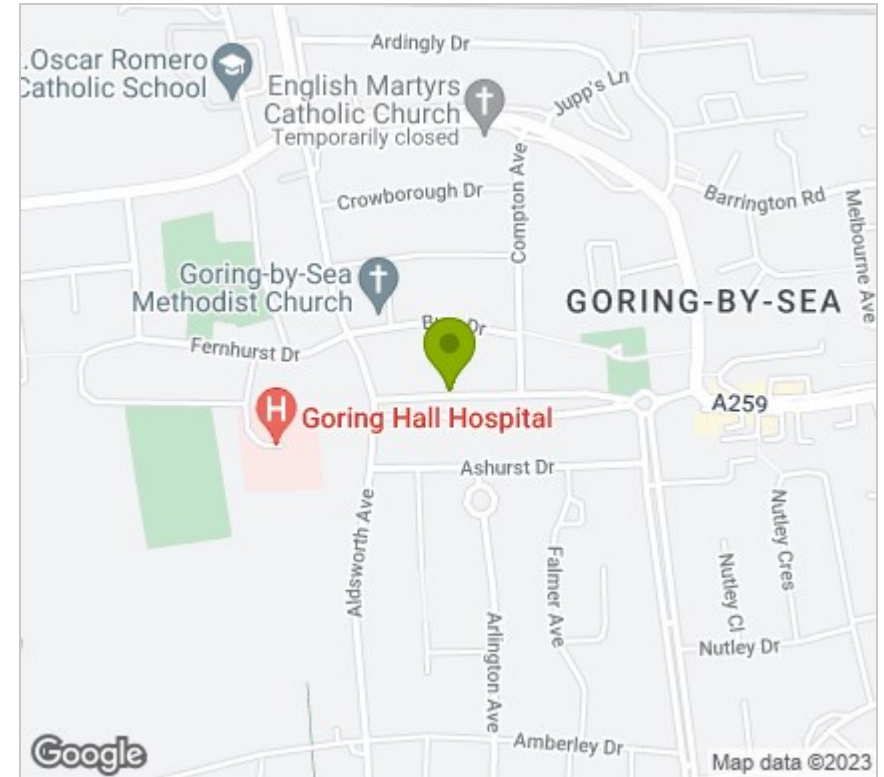 Ardingly Dr
.Oscar Romero
Catholic School
English Martyrs
Catholic Church
Temporarily closed
Jupp's Ln
Crowborough Dr
Compton Ave
Barrington Rd
Melbourne Ave
Goring-by-Sea
Methodist Church
GORING-BY-SEA
Dr
Fernhurst Dr
H
Goring Hall Hospital
A259
Ashurst Dr
Aldsworth Ave
Arlington Ave
Falmer Ave
Nutley Cres
Nutley Cl
Nutley Dr
Amberley Dr
Google
Map data ©2023